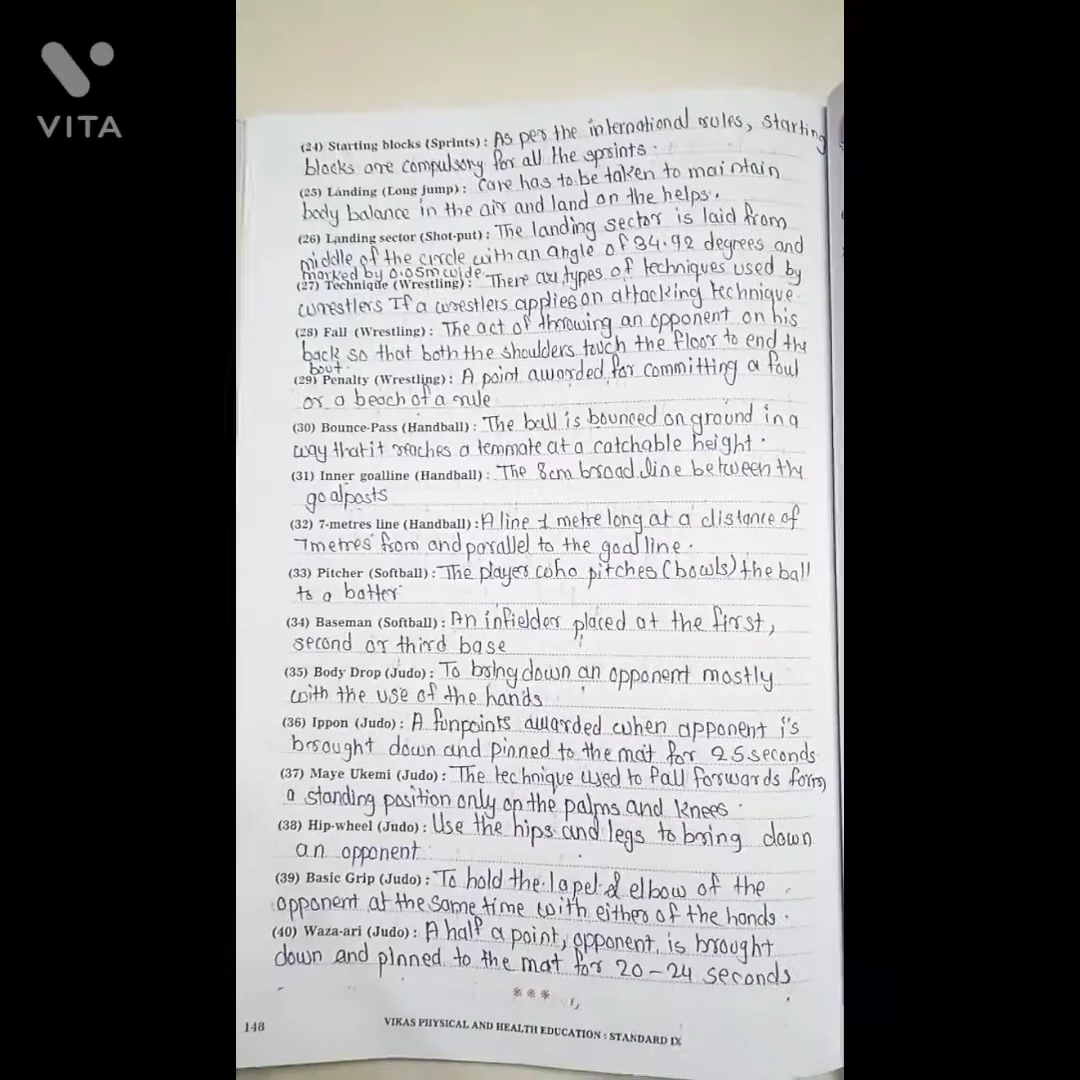 VITA
(24) Starting blocks (Sprints) : As per the international rules, starting
blocks are compulsory for all the sprints.
(25) Landing (Long jump) : Care has to be taken to maintain
body balance in the air and land on the helps.
(26) Landing sector (Shot-put) : The landing sector is laid from
middle of the circle with an angle of 34.92 degrees and
marked by 0.05m wide.
(27) Technique (Wrestling) : There are types of techniques used by
wrestlers If a wrestlers applies on attacking technique.
(28) Fall (Wrestling) : The act of throwing an opponent on his
back so that both the shoulders touch the floor to end the
bout.
(29) Penalty (Wrestling) : A point awarded for committing a foul
or a beach of a rule
(30) Bounce-Pass (Handball) : The ball is bounced on ground in a
way that it reaches a temmate at a catchable height.
(31) Inner goalline (Handball) : The 8cm broad line between the
goalposts
(32) 7-metres line (Handball) : A line 1 metre long at a distance of
7metres from and parallel to the goal line.
(33) Pitcher (Softball) : The player who pitches (bowls) the ball
to a batter
(34) Baseman (Softball) : An infielder placed at the first,
second or third base
(35) Body Drop (Judo) : To bring down an opponent mostly
with the use of the hands
(36) Ippon (Judo) : A points awarded when apponent is
brought down and pinned to the mat for 25 seconds
(37) Maye Ukemi (Judo) : The technique used to fall forwards form
a standing position only on the palms and knees.
(38) Hip-wheel (Judo) : Use the hips and legs to bring down
an opponent
(39) Basic Grip (Judo) : To hold the lapel & elbow of the
opponent at the same time with either of the hands.
(40) Waza-ari (Judo) : A half a point, opponent is brought
down and pinned to the mat for 20-24 seconds
***
148
VIKAS PHYSICAL AND HEALTH EDUCATION : STANDARD IX